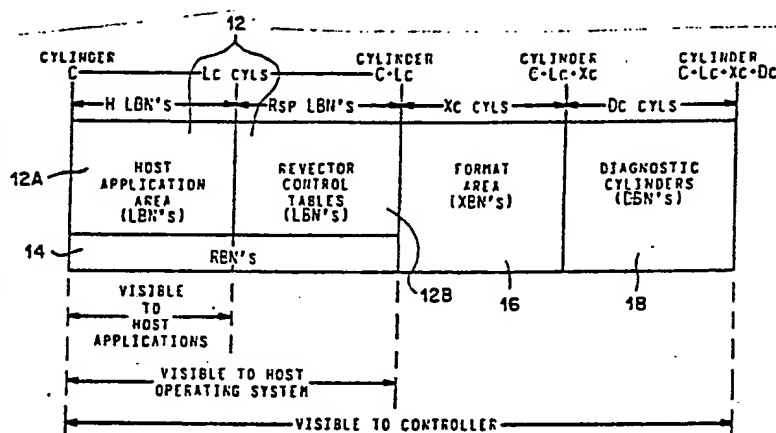 12
CYLINDER
C
LC CYLS
CYLINDER
C+LC
CYLINDER
C+LC+XC
CYLINDER
C+LC+XC+DC
H LBN'S
RSP LBN'S
XC CYLS
DC CYLS
12A
HOST
APPLICATION
AREA
(LBN'S)
REVECTOR
CONTROL
TABLES
(LBN'S)
FORMAT
AREA
(XBN'S)
DIAGNOSTIC
CYLINDERS
(DBN'S)
14
RBN'S
12B
16
18
VISIBLE
TO
HOST
APPLICATIONS
VISIBLE TO HOST
OPERATING SYSTEM
VISIBLE TO CONTROLLER